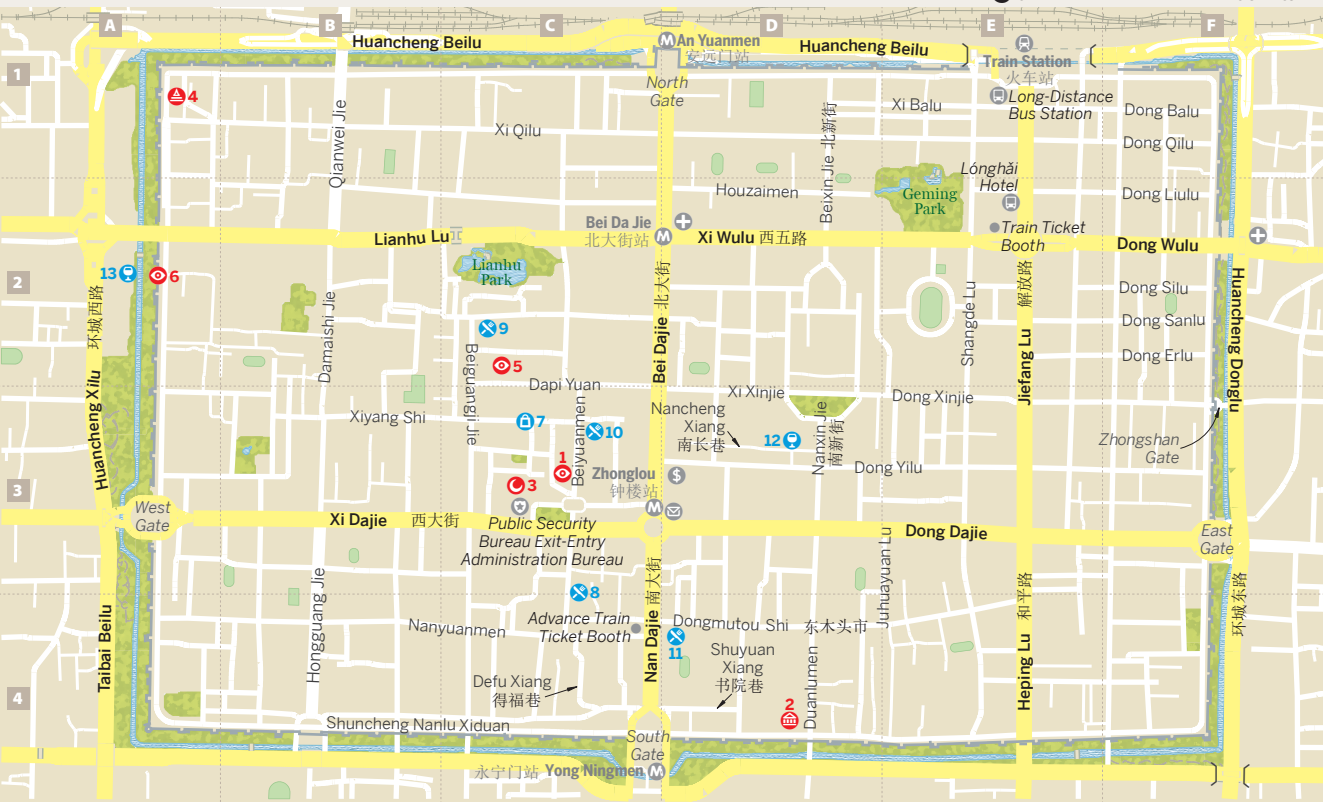 A
B
C
D
E
F
1
2
3
4
Huancheng Beilu
An Yuanmen
安远门站
Huancheng Beilu
Train Station
火车站
North
Gate
Long-Distance
Bus Station
4
Qianwei Jie
Xi Qilu
Xi Balu
Beixin Jie 北新街
Dong Balu
Dong Qilu
Houzaimen
Geming
Park
Lónghǎi
Hotel
Dong Liulu
Bei Da Jie
北大街站
Train Ticket
Booth
Lianhu Lu
Xi Wulu 西五路
Dong Wulu
13
6
Lianhu
Park
环城西路
Huancheng Xilu
Damaishi Jie
9
5
Beiguangji Jie
Bei Dajie 北大街
Shangde Lu
Jiefang Lu 解放路
Dong Silu
Dong Sanlu
Dong Erlu
Huancheng Donglu
Dapi Yuan
Xi Xinjie
Dong Xinjie
Xiyang Shi
7
10
Beiyuanmen
Nancheng
Xiang
南长巷
12
Nanxin Jie
南新街
Zhongshan
Gate
Dong Yilu
1
3
Zhonglou
钟楼站
$
West
Gate
Xi Dajie 西大街
Public Security
Bureau Exit-Entry
Administration Bureau
Dong Dajie
East
Gate
Taibai Beilu
Hongguang Jie
8
Advance Train
Ticket Booth
Nanyuanmen
Nan Dajie 南大街
Dongmutou Shi 东木头市
11
Juhuayuan Lu
Heping Lu 和平路
环城东路
Shuyuan
Xiang
书院巷
Defu Xiang
得福巷
2
Duanlumen
Shuncheng Nanlu Xiduan
South
Gate
永宁门站 Yong Ningmen
M
M
M
M